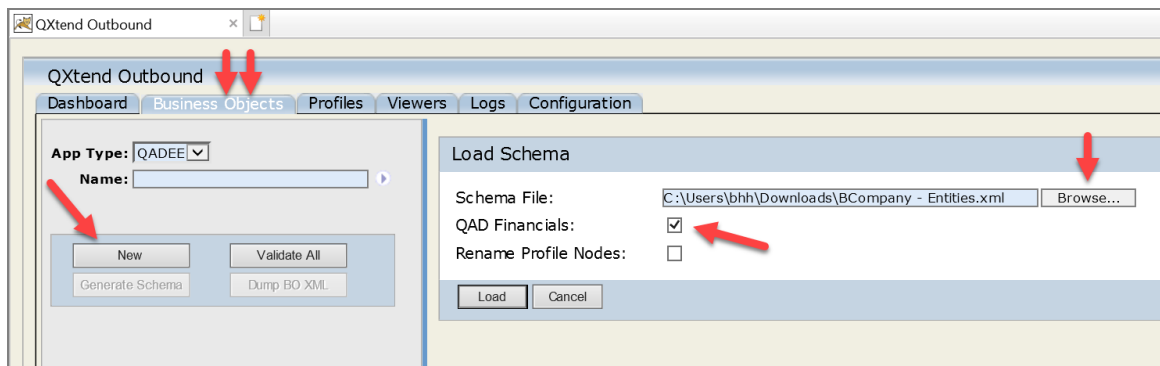 QXtend Outbound
QXtend Outbound
Dashboard Business Objects Profiles Viewers Logs Configuration
App Type: QADEE
Name:
New Validate All
Generate Schema Dump BO XML
Load Schema
Schema File: C:\Users\bhh\Downloads\BCompany - Entities.xml Browse...
QAD Financials:
Rename Profile Nodes:
Load Cancel